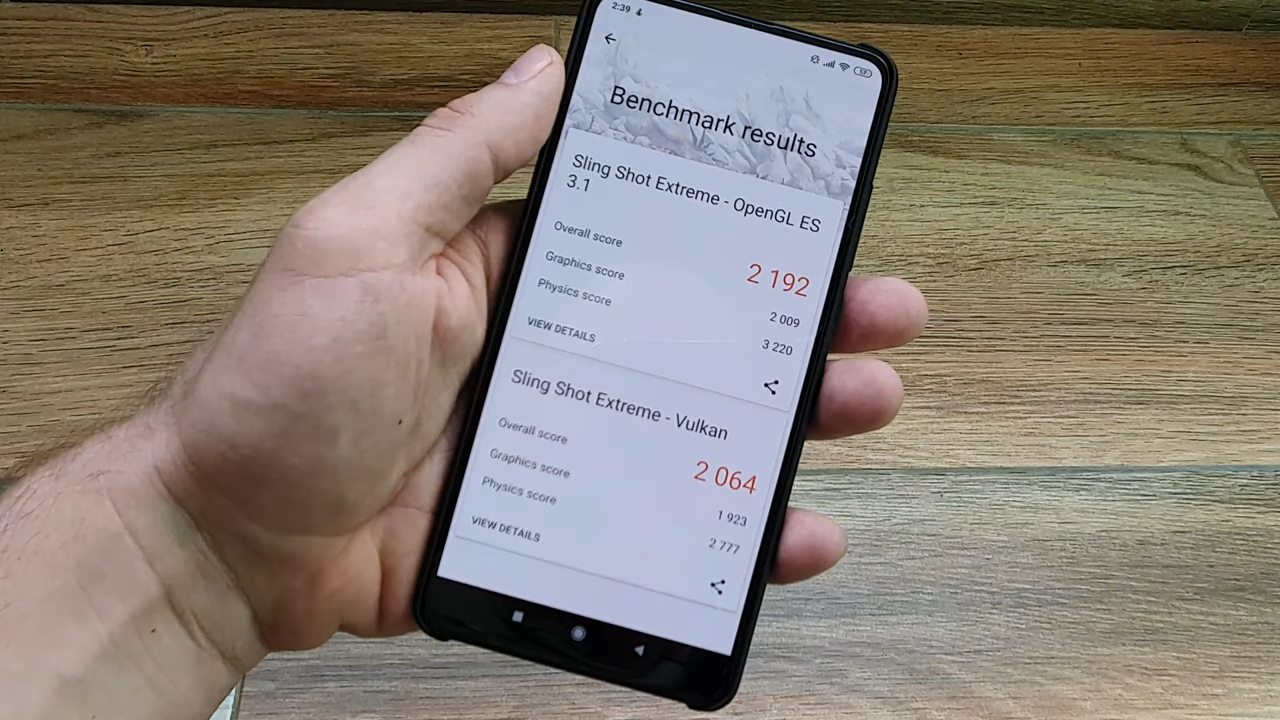 2:39
57
Benchmark results
Sling Shot Extreme - OpenGL ES
3.1
Overall score
2 192
Graphics score
2 009
Physics score
3 220
VIEW DETAILS
Sling Shot Extreme - Vulkan
Overall score
2 064
Graphics score
1 923
Physics score
2 777
VIEW DETAILS